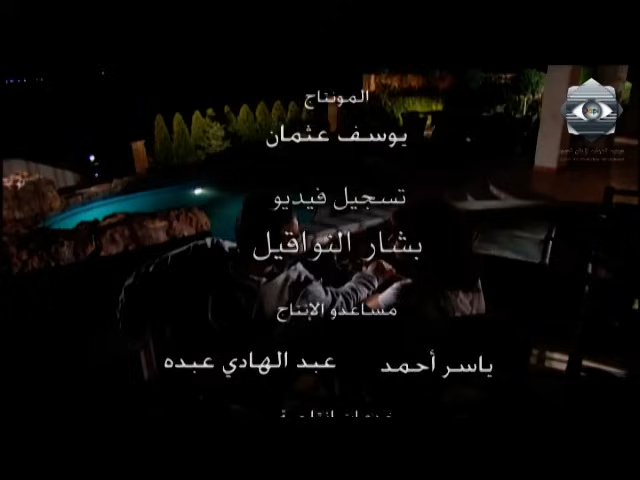 المونتاج
يوسف عثمان
تسجيل فيديو
بشار النواقيل
مساعدو الإنتاج
ياسر أحمد عبد الهادي عبده